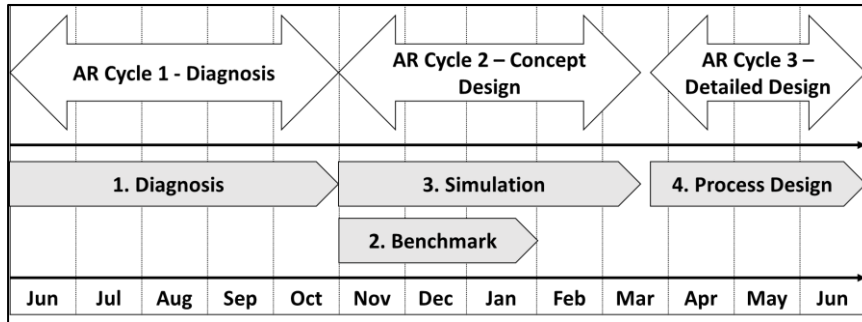 AR Cycle 1 - Diagnosis
AR Cycle 2 – Concept
Design
AR Cycle 3 –
Detailed Design
1. Diagnosis
3. Simulation
4. Process Design
2. Benchmark
Jun Jul Aug Sep Oct Nov Dec Jan Feb Mar Apr May Jun